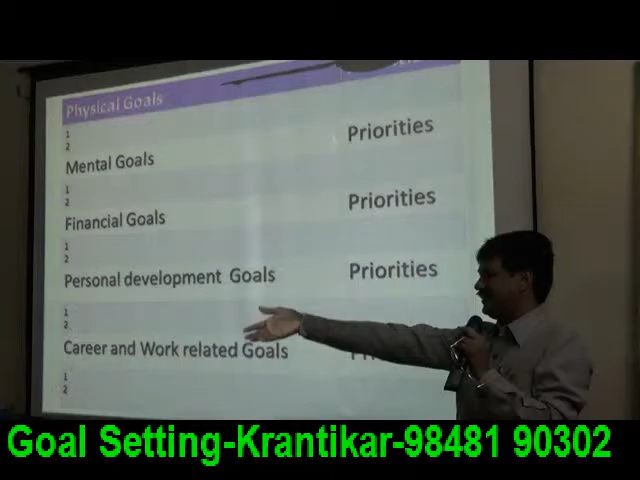 Physical Goals
1
2
Priorities
Mental Goals
1
2
Priorities
Financial Goals
1
2
Personal development Goals
Priorities
1
2
Career and Work related Goals
1
2
Goal Setting-Krantikar-98481 90302